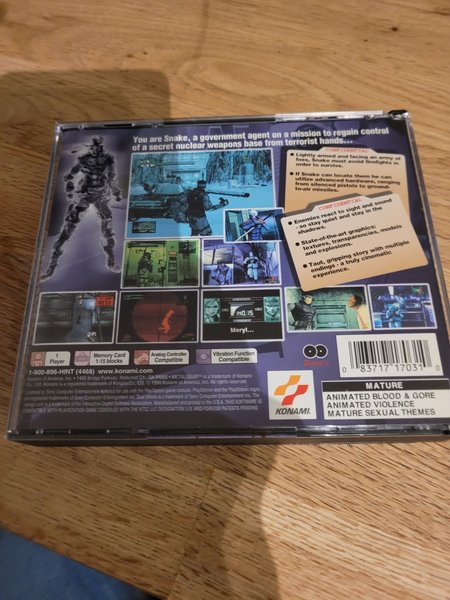 You are Snake, a government agent on a mission to regain control
of a secret nuclear weapons base from terrorist hands...
CONFIDENTIAL
• Lightly armed and facing an army of
foes, Snake must avoid firefights in
order to survive.
• If Snake can locate them he can
utilize advanced hardware, ranging
from silenced pistols to ground-
to-air missiles.
CONFIDENTIAL
• Enemies react to sight and sound
- so stay quiet and stay in the
shadows.
• State-of-the-art graphics:
textures, transparencies, models
and explosions.
• Taut, gripping story with multiple
endings - a truly cinematic
experience.
140.15
Meryl...
1
Player
Memory Card
1-15 blocks
Analog Controller
Compatible
Vibration Function
Compatible
1-900-896-HINT (4468) www.konami.com
KONAMI
0 83717 17031 0
MATURE
ANIMATED BLOOD & GORE
ANIMATED VIOLENCE
MATURE SEXUAL THEMES